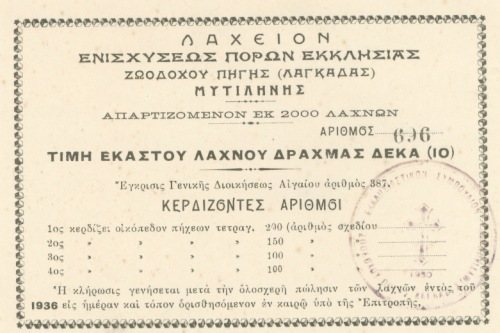 ΛΑΧΕΙΟΝ
ΕΝΙΣΧΥΣΕΩΣ ΠΟΡΩΝ ΕΚΚΛΗΣΙΑΣ
ΖΩΟΔΟΧΟΥ ΠΗΓΗΣ (ΛΑΓΚΑΔΑΣ)
ΜΥΤΙΛΗΝΗΣ
ΑΠΑΡΤΙΖΟΜΕΝΟΝ ΕΚ 2000 ΛΑΧΝΩΝ
ΑΡΙΘΜΟΣ 696
ΤΙΜΗ ΕΚΑΣΤΟΥ ΛΑΧΝΟΥ ΔΡΑΧΜΑΣ ΔΕΚΑ (10)
Ἔγκρισις Γενικῆς Διοικήσεως Αἰγαίου ἀριθμὸς 387.
ΚΕΡΔΙΖΟΝΤΕΣ ΑΡΙΘΜΟΙ
1ος κερδίζει οἰκόπεδον πήχεων τετραγ. 200 (ἀριθμὸς σχεδίου
2ος » » » » 150 »
3ος » » » » 100 »
4ος » » » » 100 »
Ἡ κλήρωσις γενήσεται μετὰ τὴν ὁλοσχερῆ πώλησιν τῶν λαχνῶν ἐντὸς τοῦ
1936 εἰς ἡμέραν καὶ τόπον ὁρισθησόμενον ἐν καιρῷ ὑπὸ τῆς Ἐπιτροπῆς.